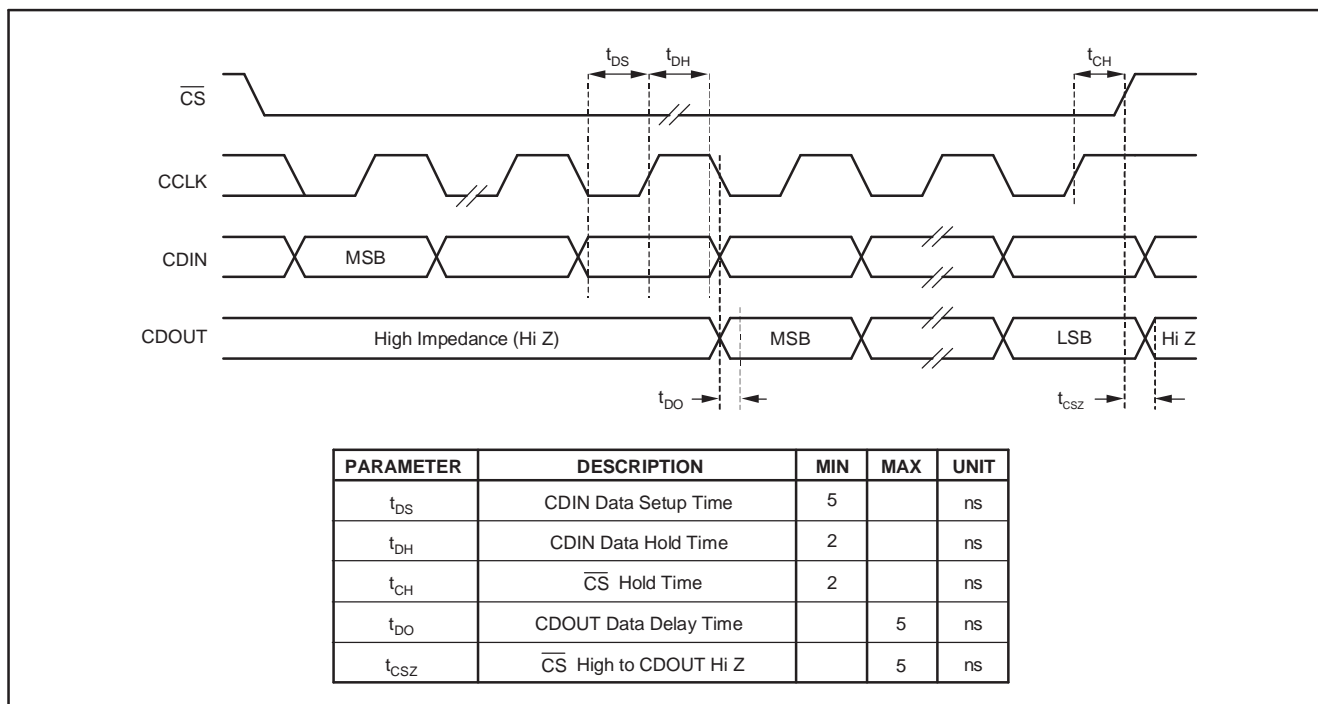 t_DS t_DH t_CH
CS
CCLK
CDIN MSB
CDOUT High Impedance (Hi Z) MSB LSB Hi Z
t_DO t_CSZ
PARAMETER DESCRIPTION MIN MAX UNIT
t_DS CDIN Data Setup Time 5 ns
t_DH CDIN Data Hold Time 2 ns
t_CH CS Hold Time 2 ns
t_DO CDOUT Data Delay Time 5 ns
t_CSZ CS High to CDOUT Hi Z 5 ns